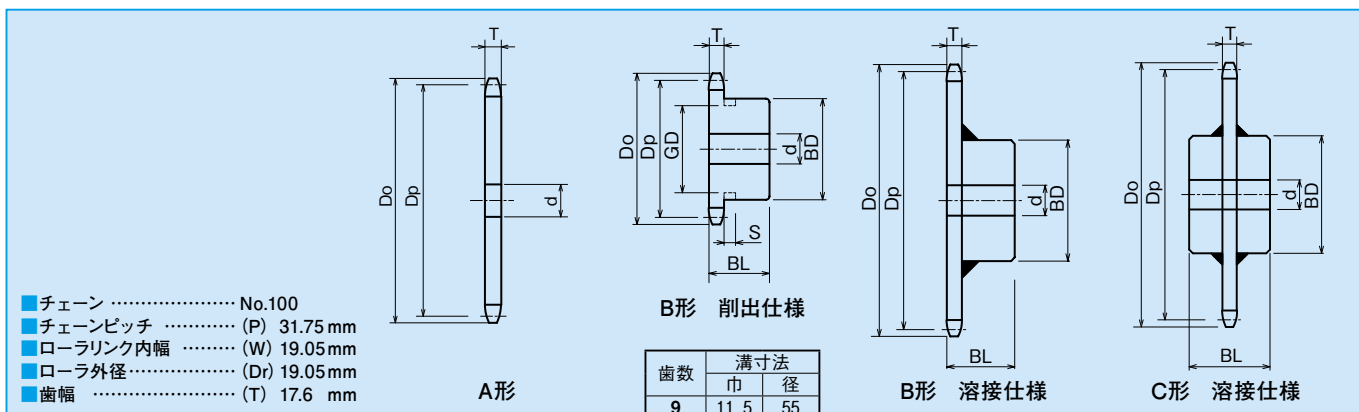 ■チェーン ………………… No.100
■チェーンピッチ ………… (P) 31.75 mm
■ローラリンク内幅 ……… (W) 19.05mm
■ローラ外径……………… (Dr) 19.05mm
■歯幅 …………………… (T) 17.6 mm
T
Do
Dp
d
A形
T
Do
Dp
GD
d
BD
S
BL
B形 削出仕様
歯数 溝寸法
巾 径
9 11.5 55
T
Do
Dp
d
BD
BL
B形 溶接仕様
T
Do
Dp
d
BD
BL
C形 溶接仕様